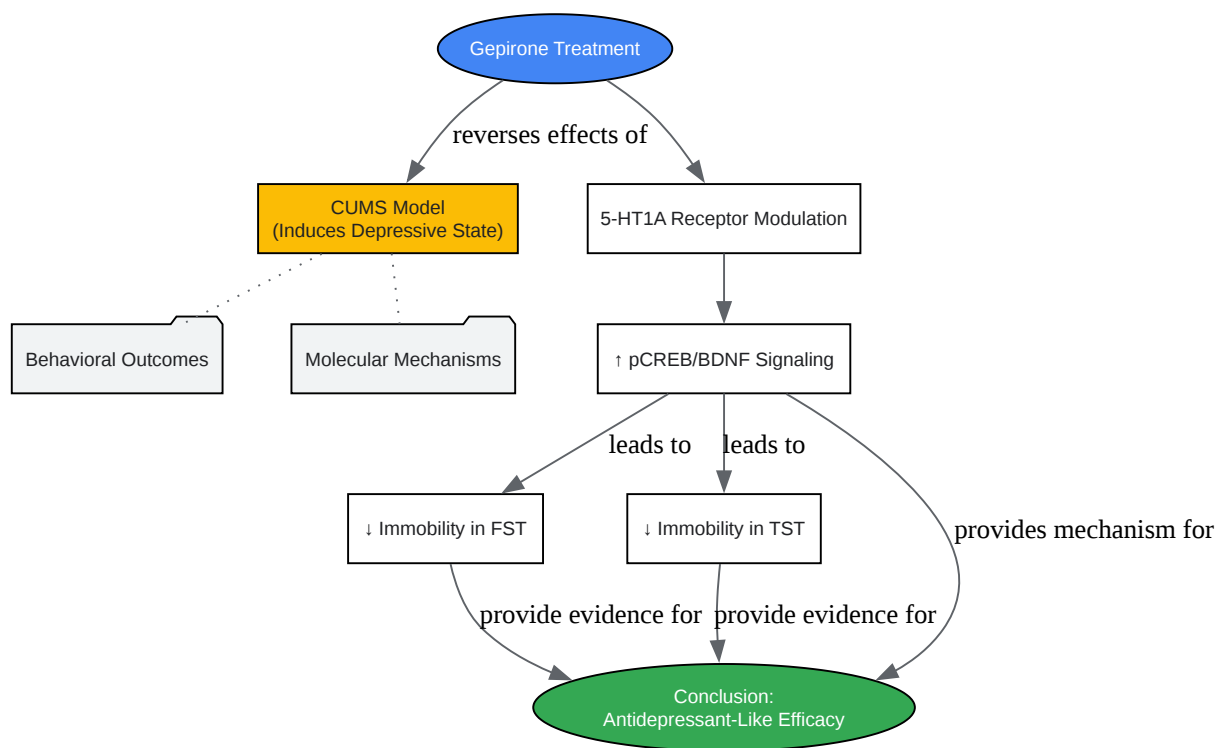 Gepirone Treatment
reverses effects of
CUMS Model
(Induces Depressive State)
5-HT1A Receptor Modulation
Behavioral Outcomes
Molecular Mechanisms
↑ pCREB/BDNF Signaling
leads to
leads to
↓ Immobility in FST
↓ Immobility in TST
provides mechanism for
provide evidence for
provide evidence for
Conclusion:
Antidepressant-Like Efficacy